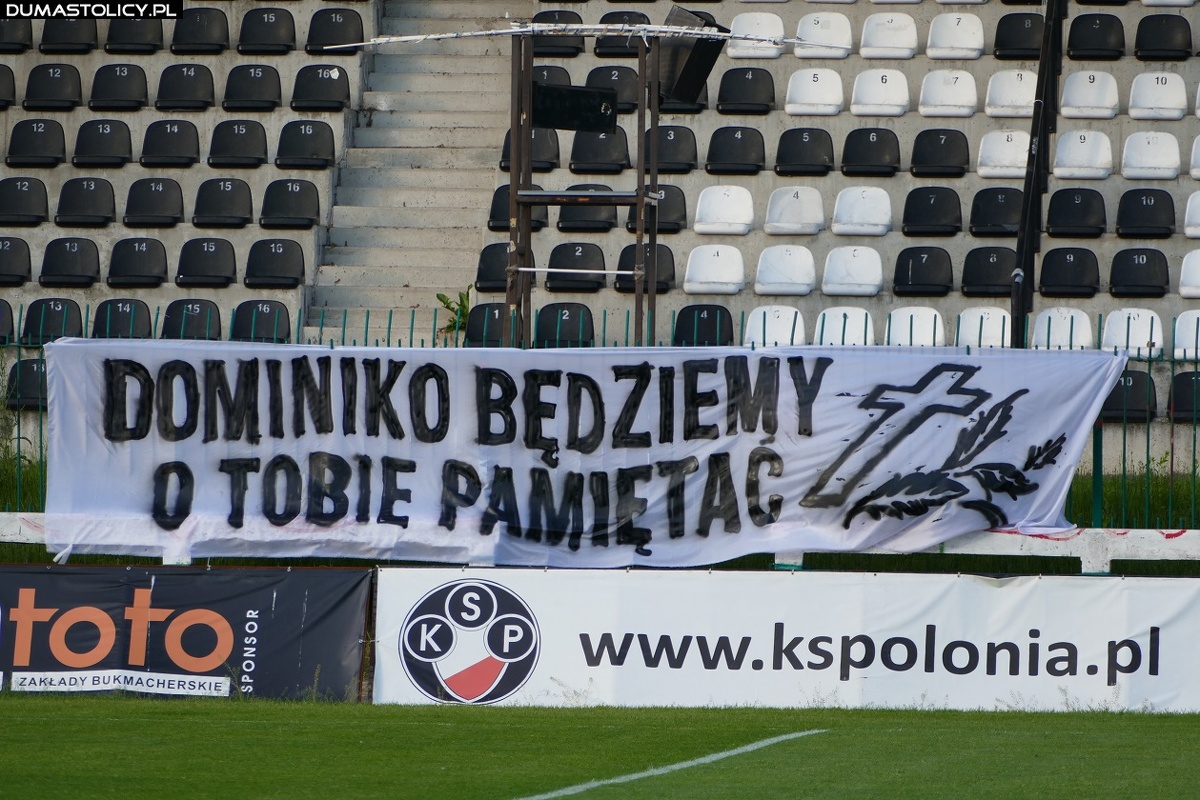 DUMASTOLICY.PL
DOMINIKO BĘDZIEMY
O TOBIE PAMIĘTAĆ
toto
ZAKŁADY BUKMACHERSKIE
SPONSOR
KSP
www.kspolonia.pl